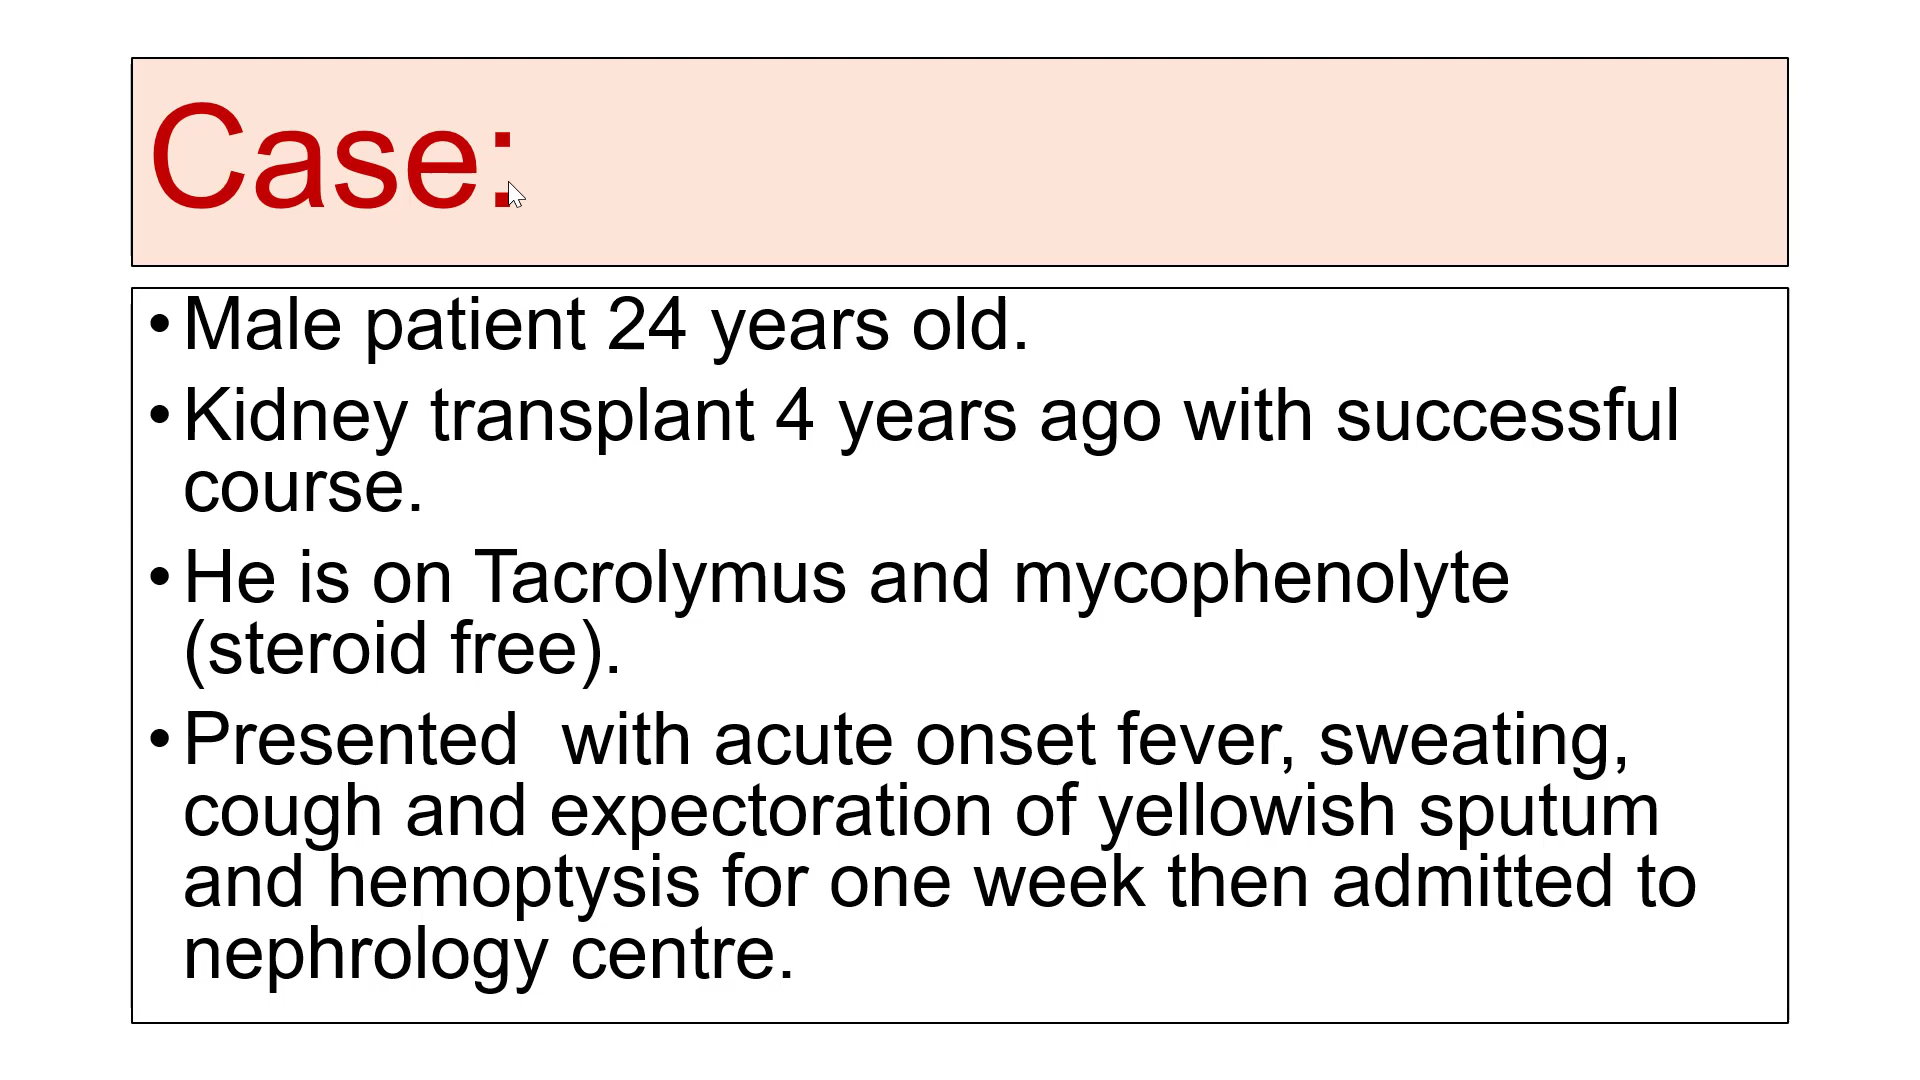 Case:
• Male patient 24 years old.
• Kidney transplant 4 years ago with successful
course.
• He is on Tacrolymus and mycophenolyte
(steroid free).
• Presented  with acute onset fever, sweating,
cough and expectoration of yellowish sputum
and hemoptysis for one week then admitted to
nephrology centre.